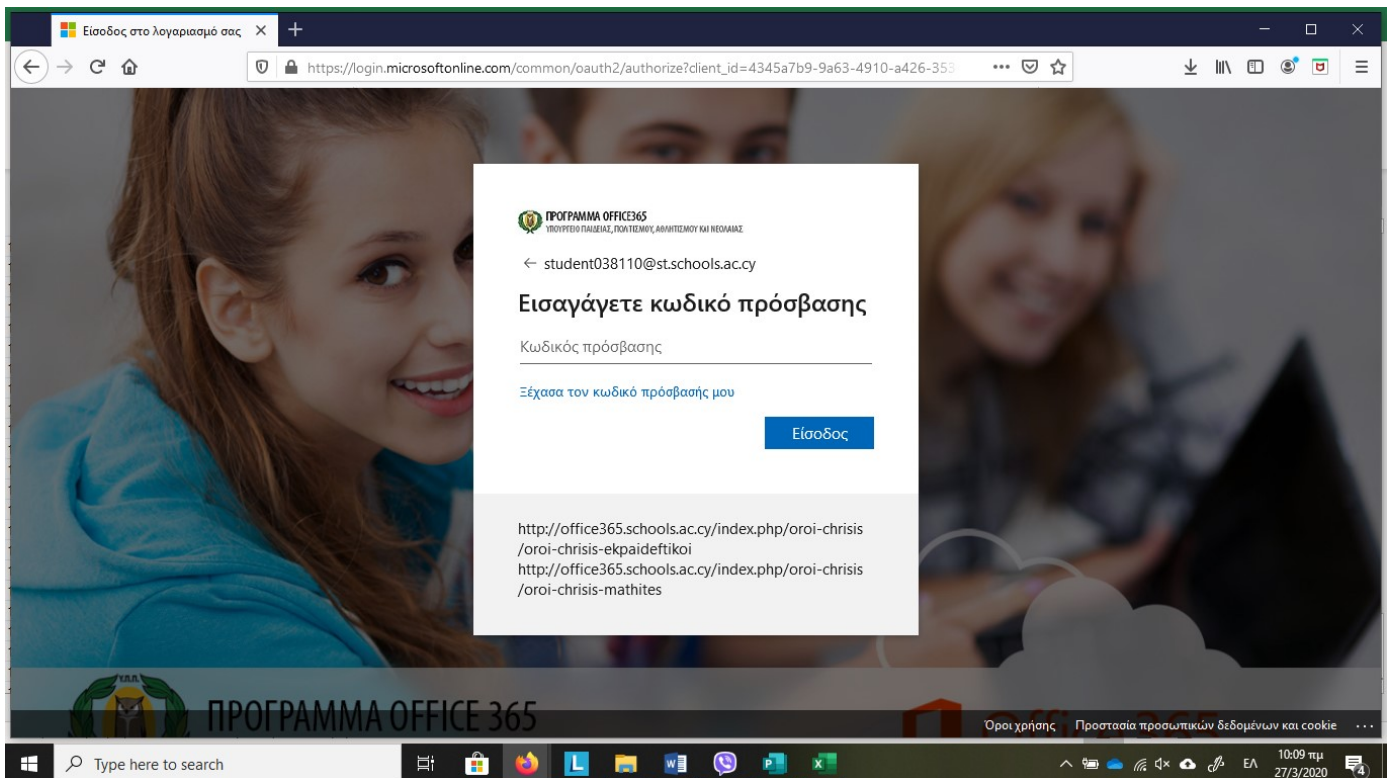 Είσοδος στο λογαριασμό σας
https://login.microsoftonline.com/common/oauth2/authorize?client_id=4345a7b9-9a63-4910-a426-353
ΠΡΟΓΡΑΜΜΑ OFFICE365
ΥΠΟΥΡΓΕΙΟ ΠΑΙΔΕΙΑΣ, ΠΟΛΙΤΙΣΜΟΥ, ΑΘΛΗΤΙΣΜΟΥ ΚΑΙ ΝΕΟΛΑΙΑΣ
student038110@st.schools.ac.cy
Εισαγάγετε κωδικό πρόσβασης
Κωδικός πρόσβασης
Ξέχασα τον κωδικό πρόσβασής μου
Είσοδος
http://office365.schools.ac.cy/index.php/oroi-chrisis
/oroi-chrisis-ekpaideftikoi
http://office365.schools.ac.cy/index.php/oroi-chrisis
/oroi-chrisis-mathites
ΠΡΟΓΡΑΜΜΑ OFFICE 365
Όροι χρήσης Προστασία προσωπικών δεδομένων και cookie
Type here to search
ΕΛ
10:09 πμ
27/3/2020
4